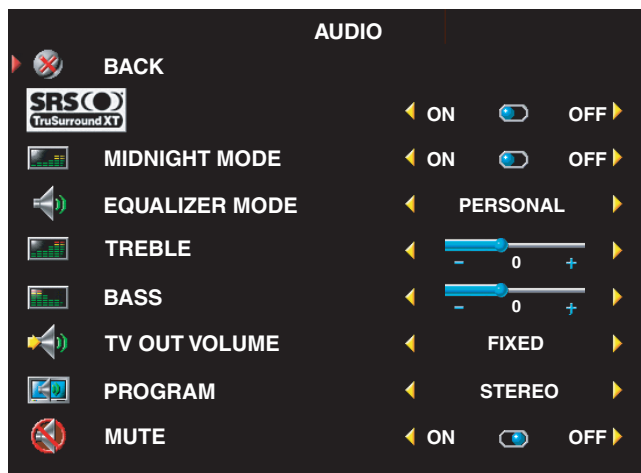 AUDIO
BACK
SRS
TruSurround XT
ON OFF
MIDNIGHT MODE ON OFF
EQUALIZER MODE PERSONAL
TREBLE
- 0 +
BASS
- 0 +
TV OUT VOLUME FIXED
PROGRAM STEREO
MUTE ON OFF